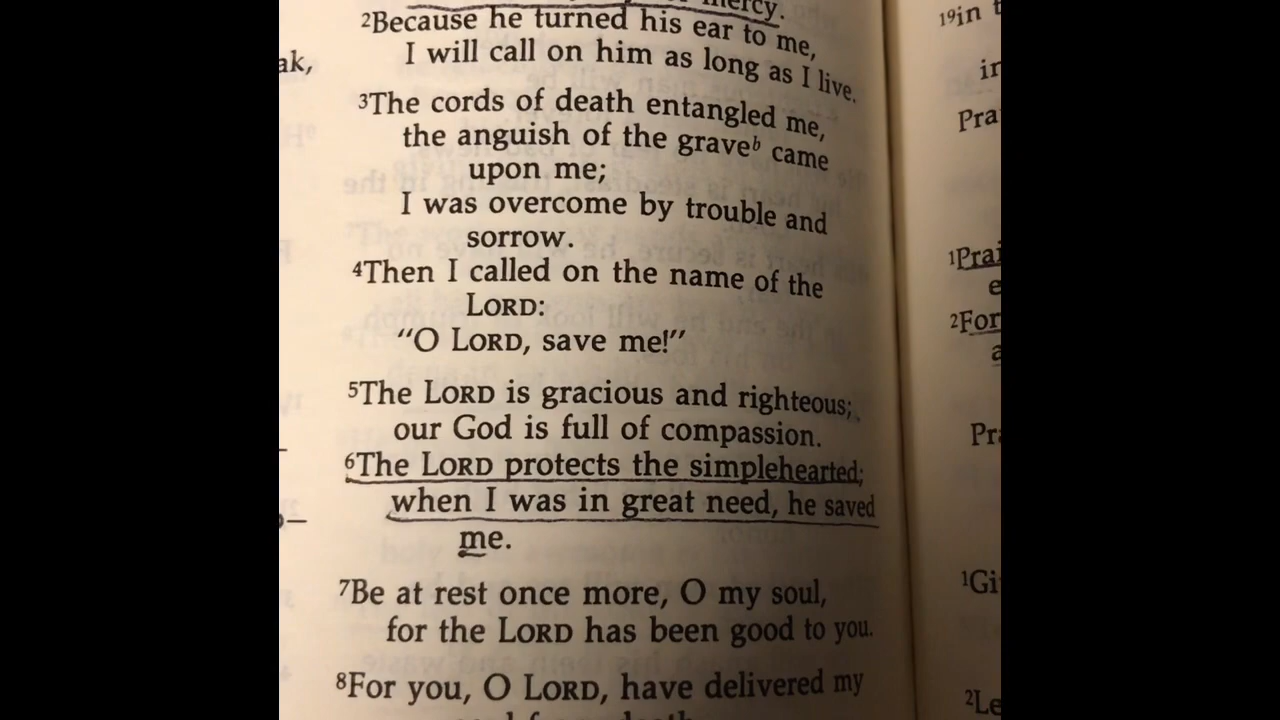 mercy.
²Because he turned his ear to me,
I will call on him as long as I live.
³The cords of death entangled me,
the anguish of the graveᵇ came
upon me;
I was overcome by trouble and
sorrow.
⁴Then I called on the name of the
LORD:
“O LORD, save me!”
⁵The LORD is gracious and righteous;
our God is full of compassion.
⁶The LORD protects the simplehearted;
when I was in great need, he saved
me.
⁷Be at rest once more, O my soul,
for the LORD has been good to you.
⁸For you, O LORD, have delivered my
ak,
¹⁹in t
in
Pra
¹Prai
e
²For
a
Pr
¹Gi
²Le